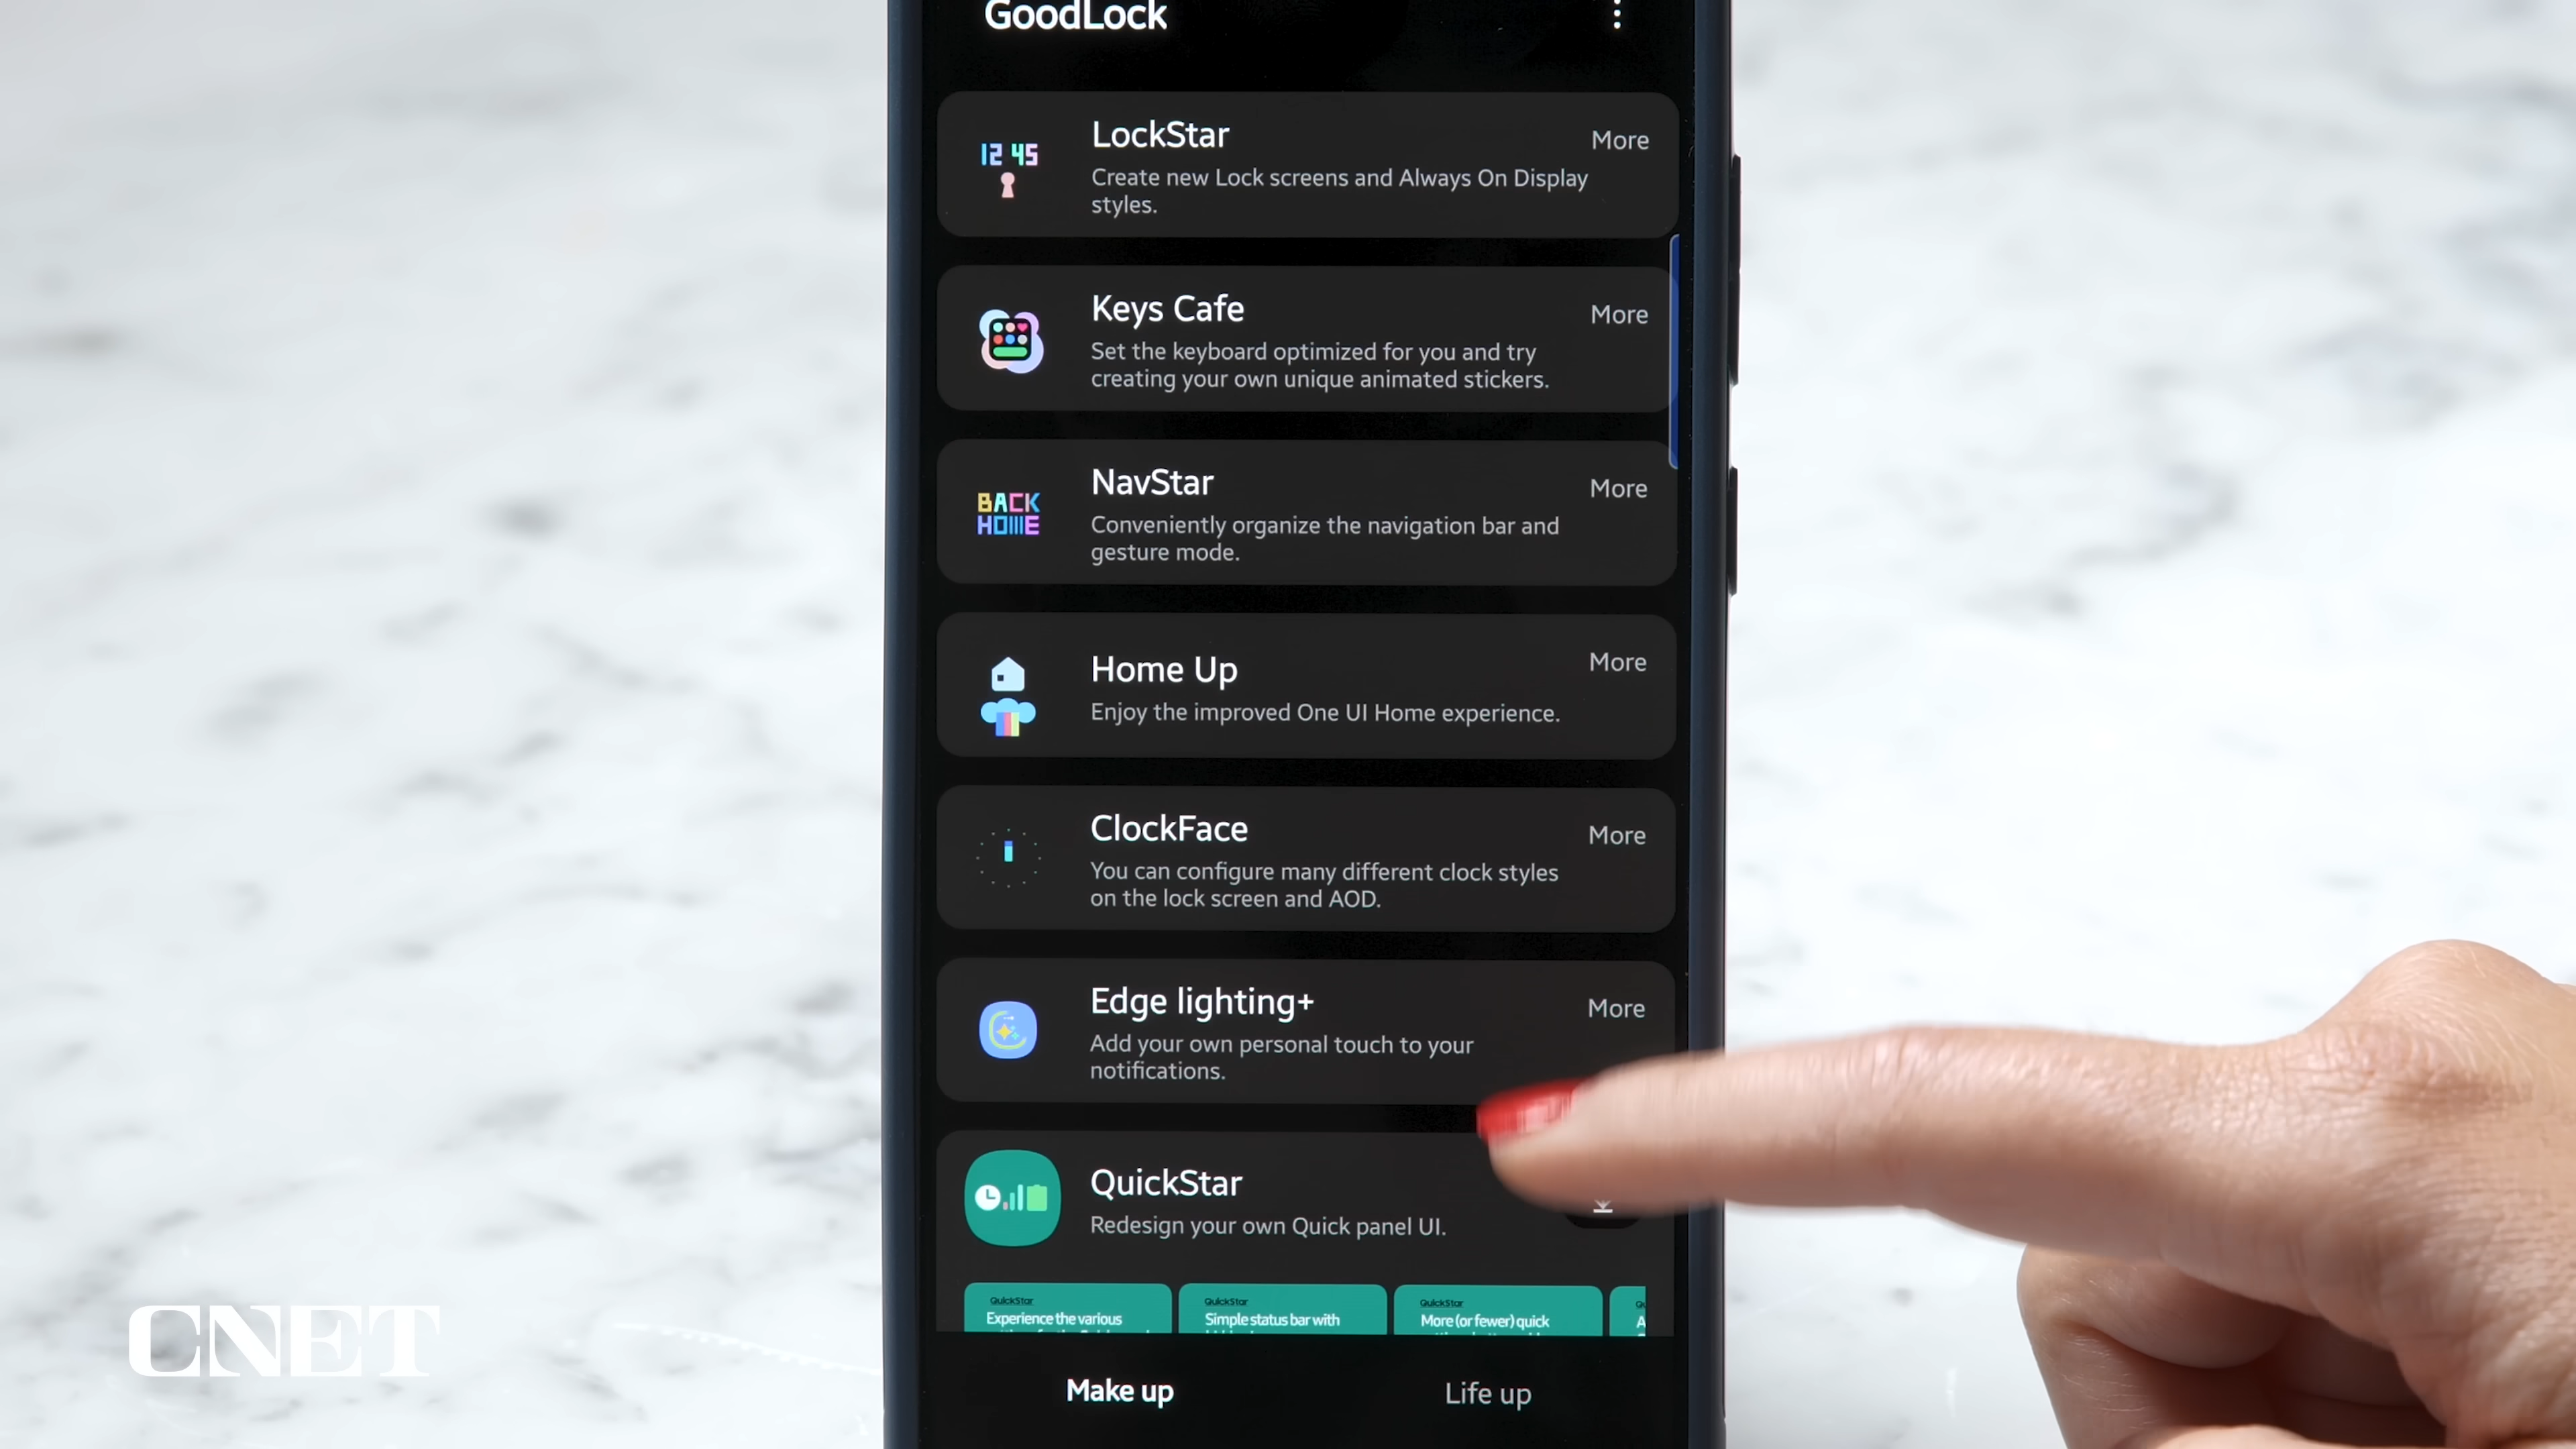 GoodLock
12 45
LockStar
More
Create new Lock screens and Always On Display
styles.
Keys Cafe
More
Set the keyboard optimized for you and try
creating your own unique animated stickers.
BACK
HOME
NavStar
More
Conveniently organize the navigation bar and
gesture mode.
Home Up
More
Enjoy the improved One UI Home experience.
ClockFace
More
You can configure many different clock styles
on the lock screen and AOD.
Edge lighting+
More
Add your own personal touch to your
notifications.
QuickStar
Redesign your own Quick panel UI.
QuickStar
Experience the various
QuickStar
Simple status bar with
QuickStar
More (or fewer) quick
Make up
Life up
CNET